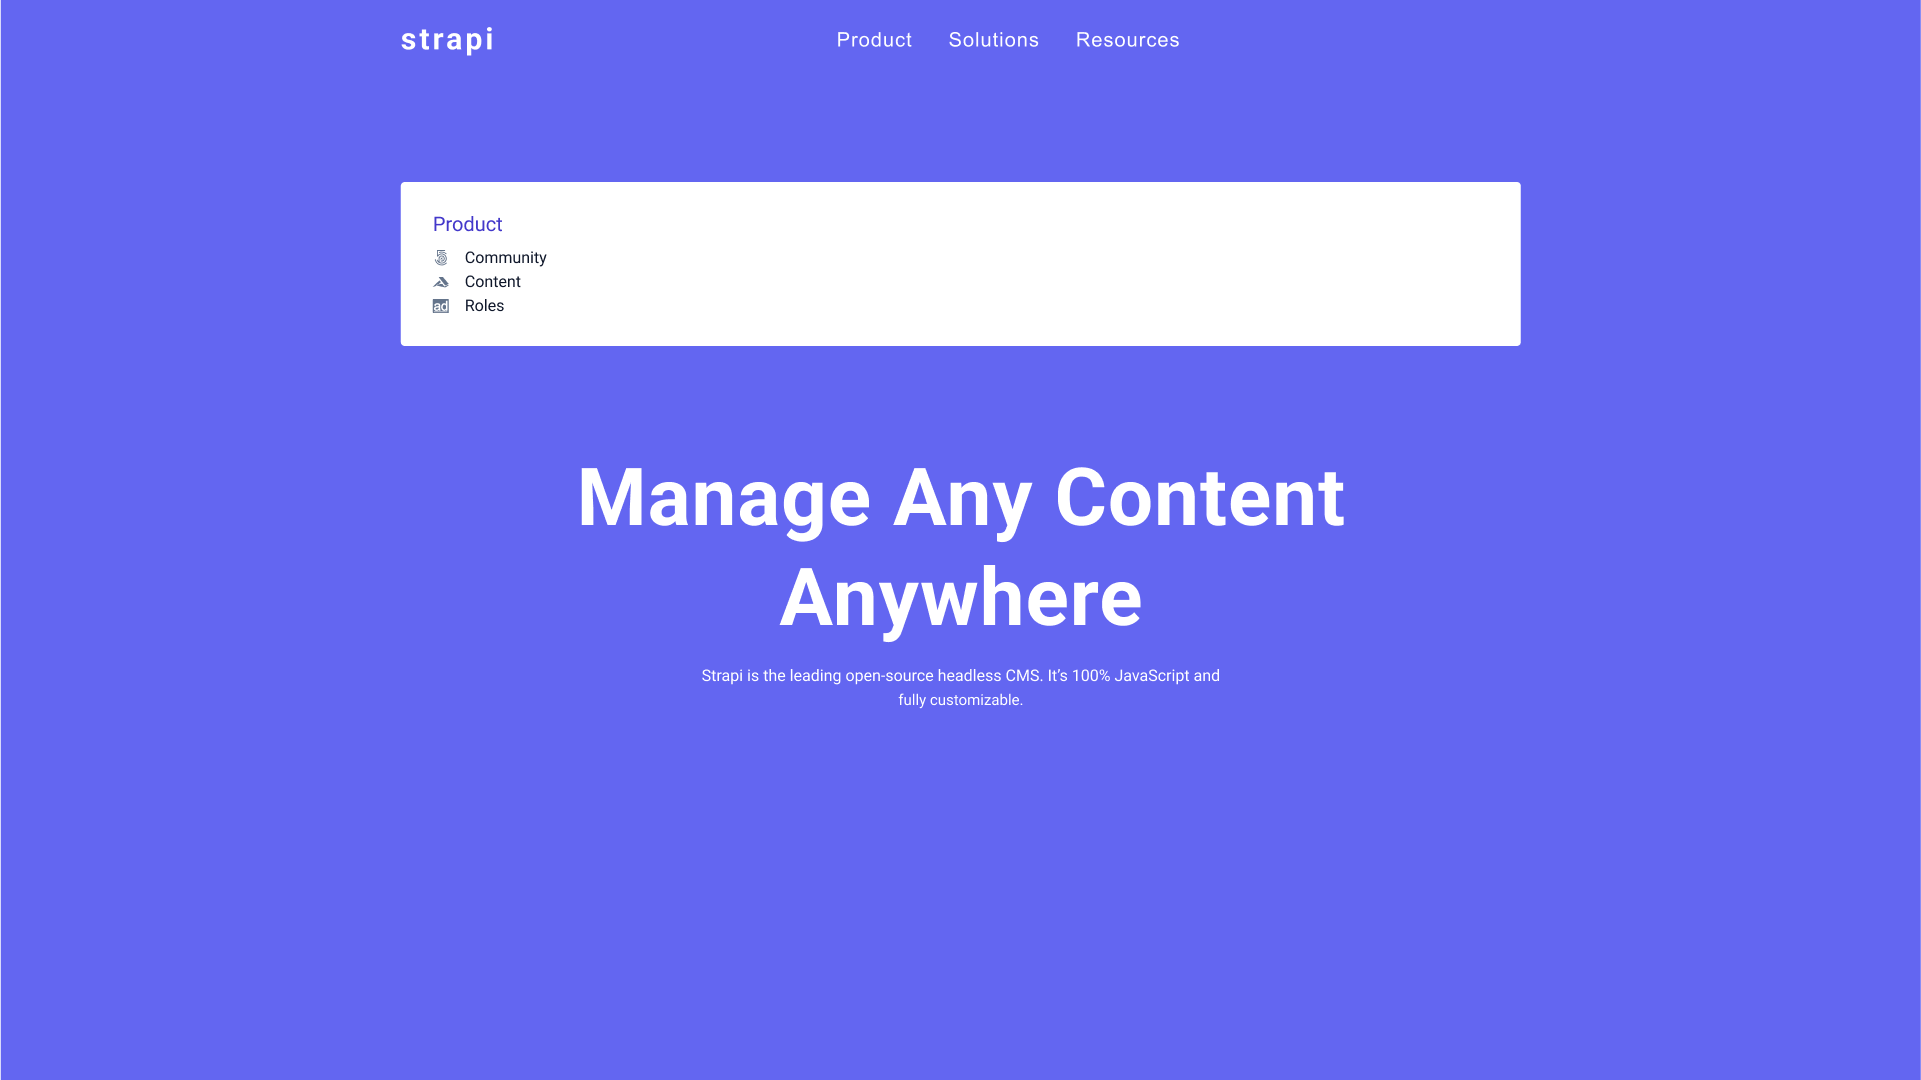 strapi
Product Solutions Resources
Product
Community
Content
ad Roles
Manage Any Content
Anywhere
Strapi is the leading open-source headless CMS. It’s 100% JavaScript and
fully customizable.